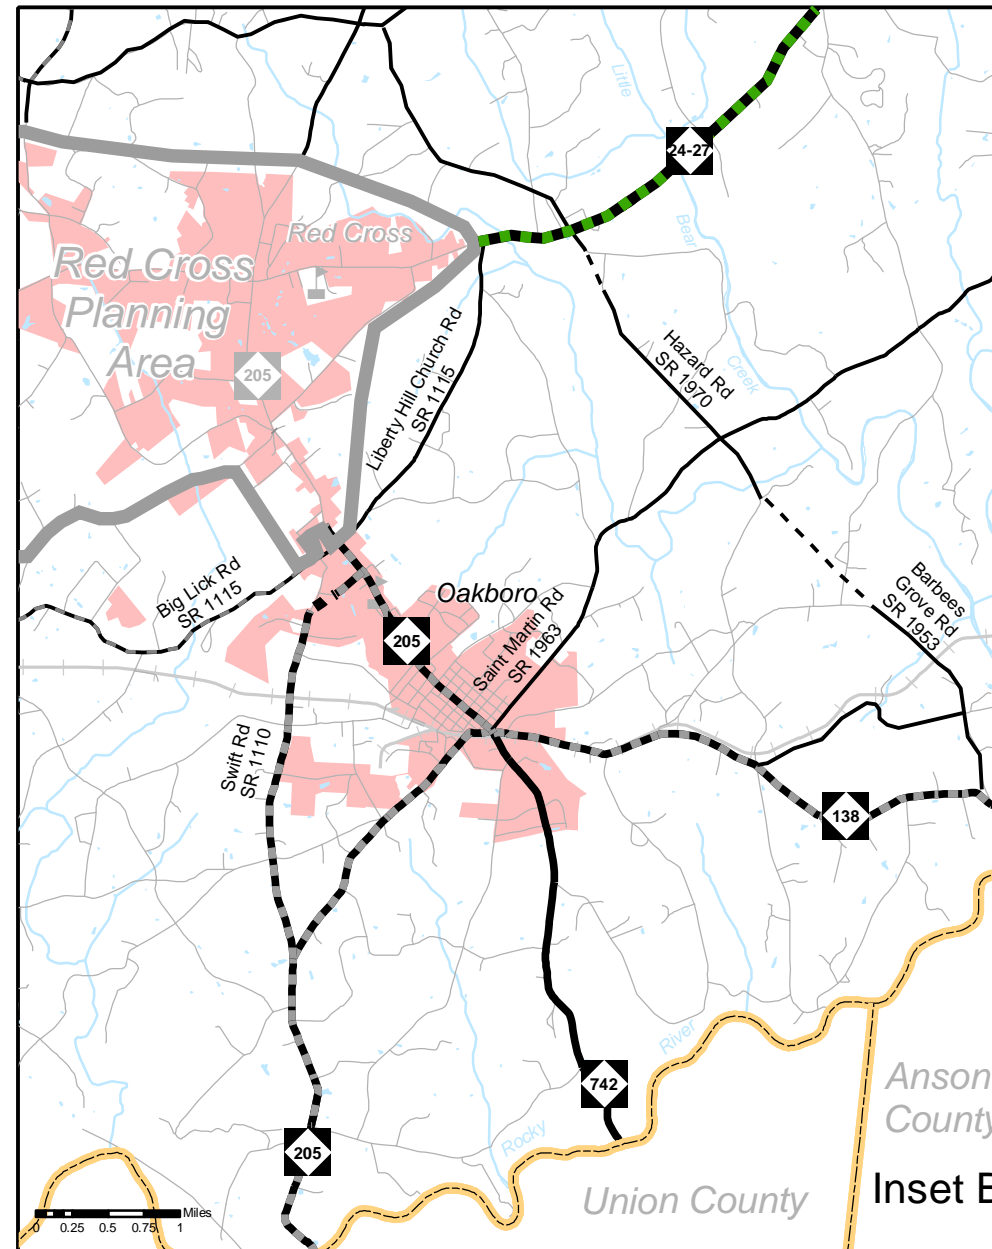 Little
24-27
Bear
Red Cross
Red Cross
Planning
Area
205
Liberty Hill Church Rd
SR 1115
Hazard Rd
SR 1970
Creek
Big Lick Rd
SR 1115
Oakboro
205
Saint Martin Rd
SR 1963
Barbees
Grove Rd
SR 1953
Swift Rd
SR 1110
138
River
742
Rocky
205
Anson
County
Union County
Inset B
Miles
0 0.25 0.5 0.75 1